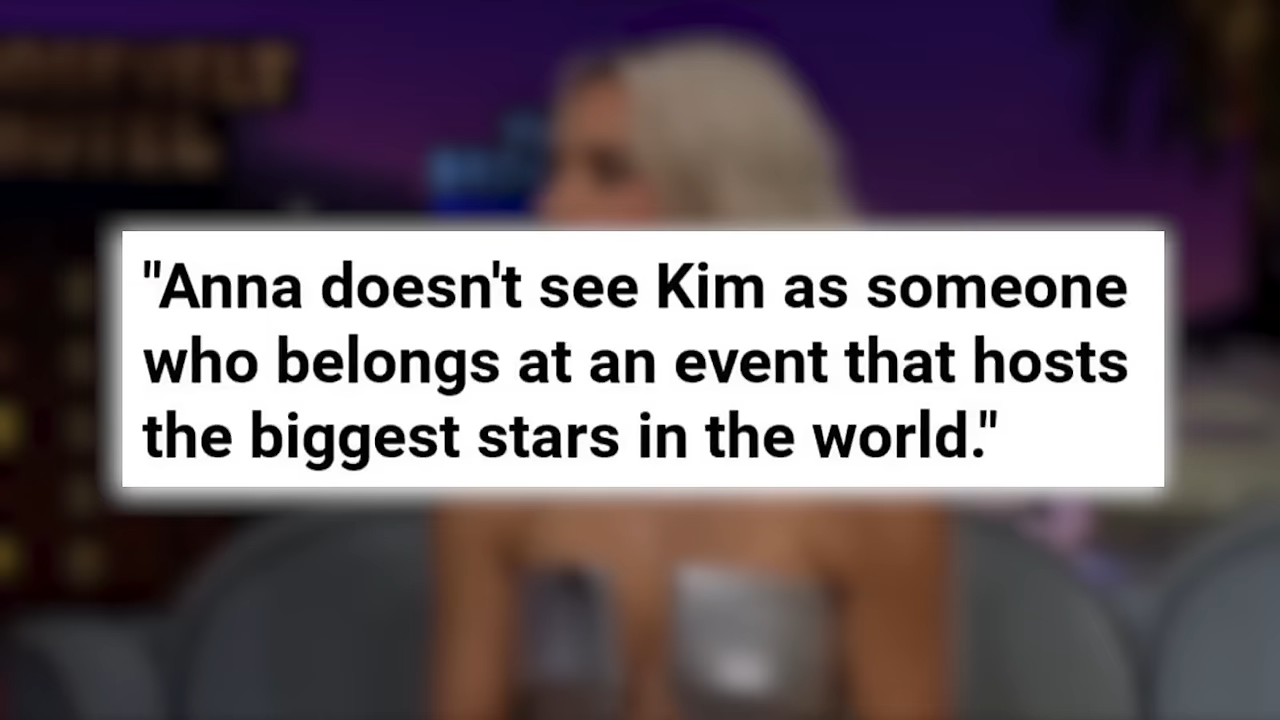 "Anna doesn't see Kim as someone
who belongs at an event that hosts
the biggest stars in the world."